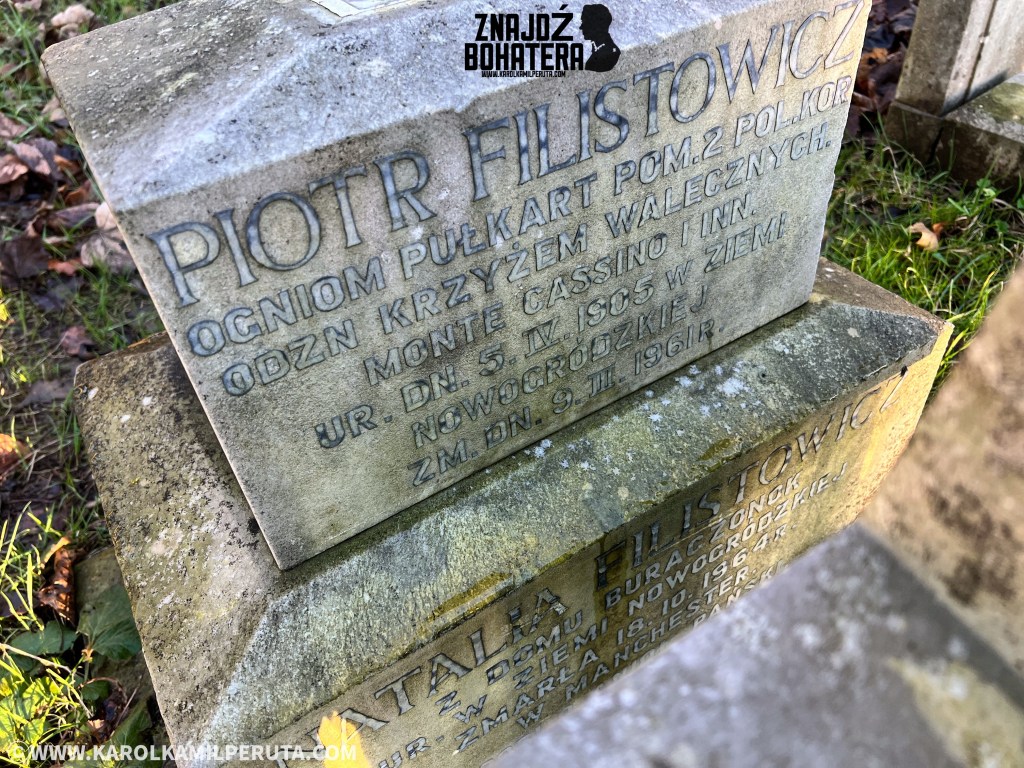 ZNAJDŹ
BOHATERA
WWW.KAROLKAMILPERUTA.COM
PIOTR FILISTOWICZ
OGNIOM PUŁKART POM. 2 POL. KOR
ODZN KRZYŻEM WALECZNYCH.
MONTE CASSINO I INN.
UR. DN. 5. IV. 1905 W ZIEMI
NOWOGRÓDZKIEJ
ZM. DN. 9. III. 1961 R.
NATALIA FILISTOWICZ
Z DOMU BURACZONOK
UR. W ZIEMI NOWOGRODZKIEJ
ZMARŁA 18. 10. 1964 R
W MANCHESTER
© WWW.KAROLKAMILPERUTA.COM